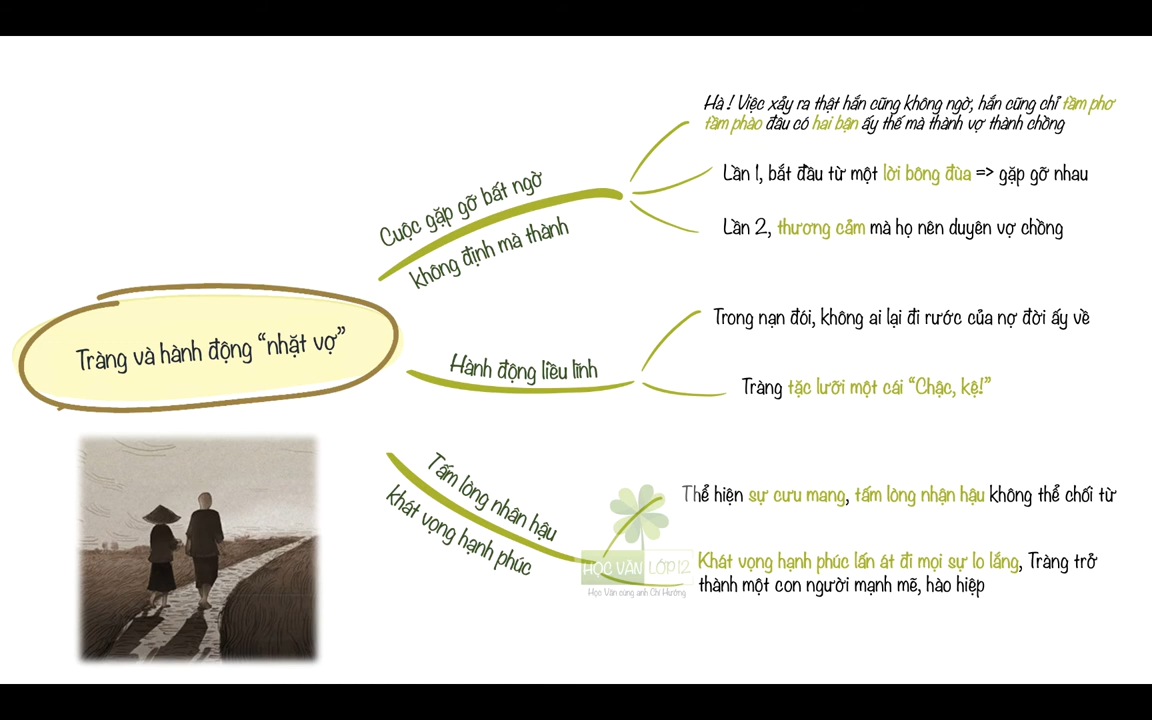 Tràng và hành động “nhặt vợ”
Cuộc gặp gỡ bất ngờ
không định mà thành
Hà ! Việc xảy ra thật hắn cũng không ngờ, hắn cũng chỉ tầm phơ
tầm phào đâu có hai bận ấy thế mà thành vợ thành chồng
Lần 1, bắt đầu từ một lời bông đùa => gặp gỡ nhau
Lần 2, thương cảm mà họ nên duyên vợ chồng
Hành động liều lĩnh
Trong nạn đói, không ai lại đi rước của nợ đời ấy về
Tràng tặc lưỡi một cái “Chậc, kệ!”
Tấm lòng nhân hậu
khát vọng hạnh phúc
Thể hiện sự cưu mang, tấm lòng nhận hậu không thể chối từ
Khát vọng hạnh phúc lấn át đi mọi sự lo lắng, Tràng trở
thành một con người mạnh mẽ, hào hiệp
HỌC VĂN LỚP 12
Học Văn cùng anh Chí Hướng